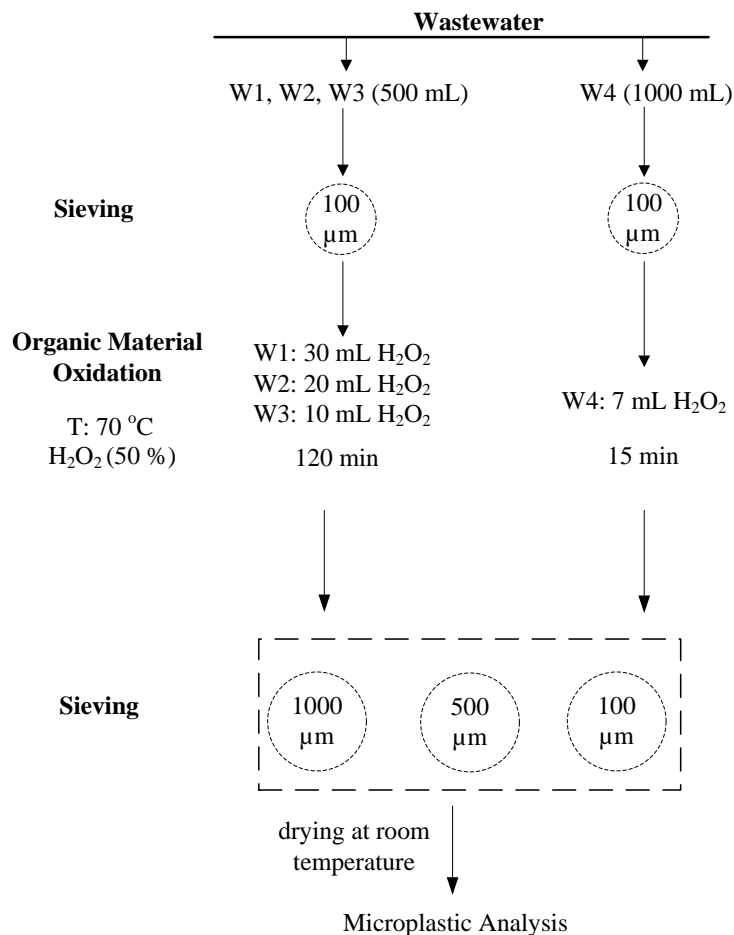 Wastewater
W1, W2, W3 (500 mL)
W4 (1000 mL)
Sieving
100
µm
100
µm
Organic Material
Oxidation
T: 70 °C
H₂O₂ (50 %)
W1: 30 mL H₂O₂
W2: 20 mL H₂O₂
W3: 10 mL H₂O₂
120 min
W4: 7 mL H₂O₂
15 min
Sieving
1000
µm
500
µm
100
µm
drying at room
temperature
Microplastic Analysis